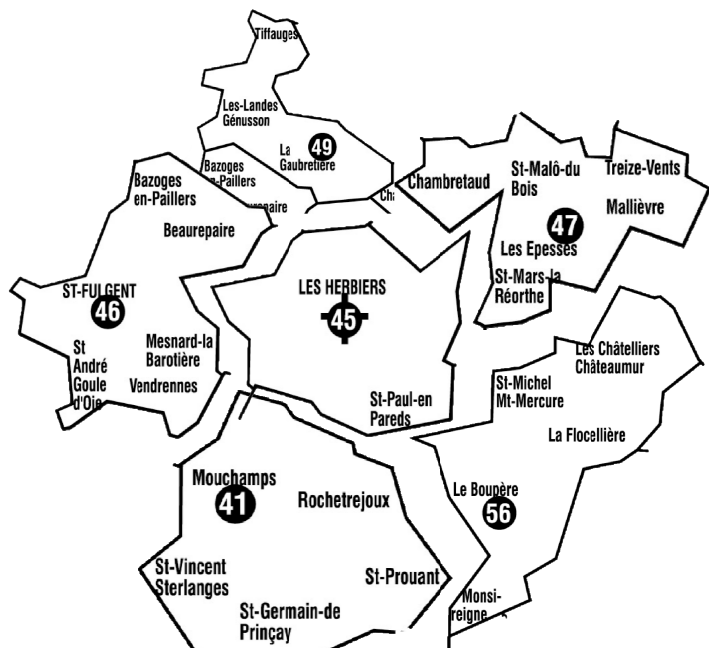 Tiffauges
Les-Landes
Génusson
La
Gaubretière
49
Bazoges
en-Paillers
Bazoges
en-Paillers
Beaurepaire
ST-FULGENT
46
St
André
Goule
d'Oie
Mesnard-la
Barotière
Vendrennes
LES HERBIERS
45
St-Paul-en
Pareds
Chambretaud
St-Malô-du
Bois
Treize-Vents
Mallièvre
47
Les Epesses
St-Mars-la
Réorthe
Les Châtelliers
Châteaumur
St-Michel
Mt-Mercure
La Flocellière
Le Boupère
56
Monsi-
reigne
Mouchamps
41
Rochetrejoux
St-Vincent
Sterlanges
St-Prouant
St-Germain-de
Prinçay